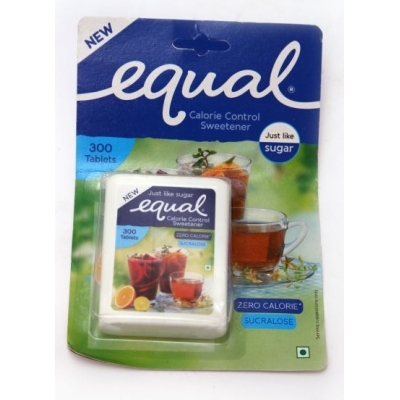 NEW
equal®
Calorie Control
Sweetener
Just like
sugar
300
Tablets
NEW
Just like sugar
equal
Calorie Control
Sweetener
300
Tablets
ZERO CALORIE*
SUCRALOSE
ZERO CALORIE*
SUCRALOSE